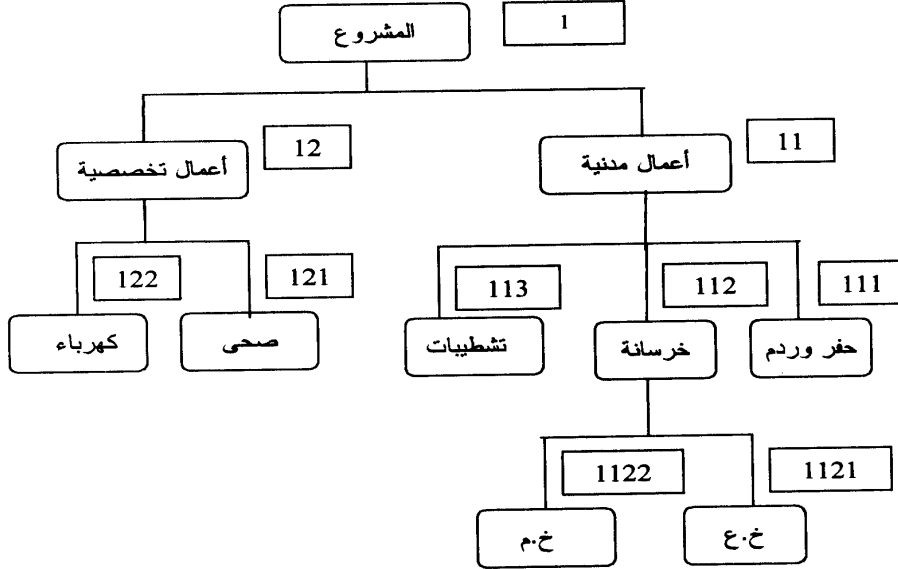 المشروع
1
أعمال مدنية
11
أعمال تخصصية
12
حفر وردم
111
خرسانة
112
تشطيبات
113
صحى
121
كهرباء
122
خ.ع
1121
خ.م
1122